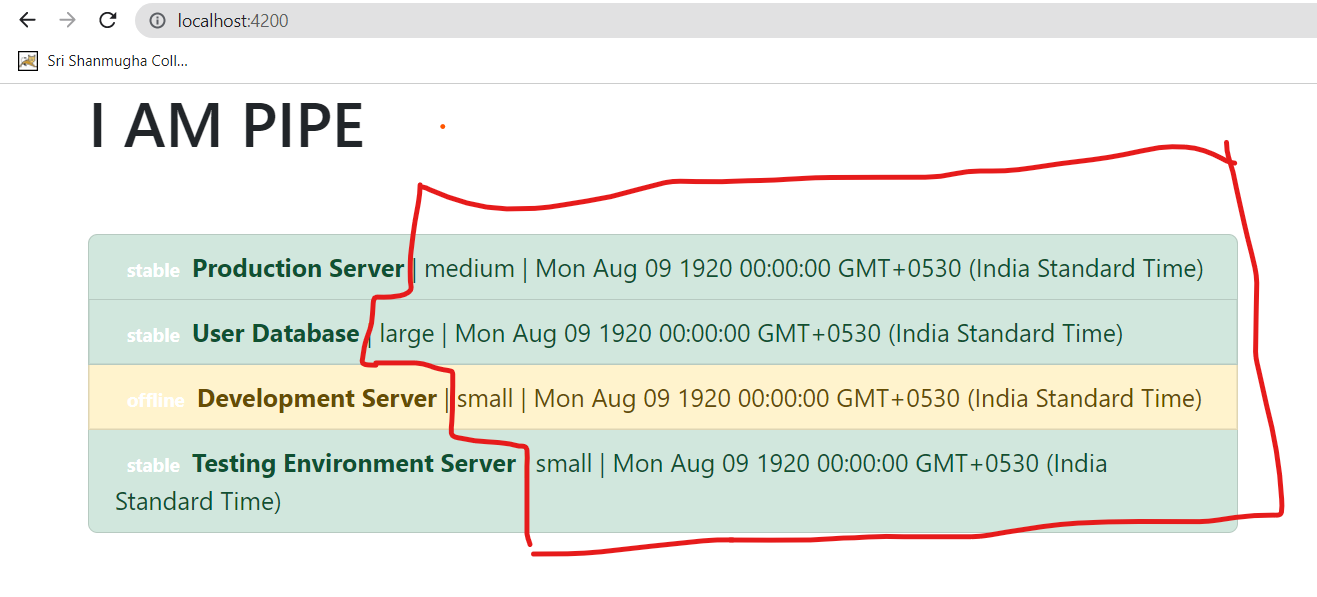 localhost:4200
Sri Shanmugha Coll...
I AM PIPE
stable Production Server | medium | Mon Aug 09 1920 00:00:00 GMT+0530 (India Standard Time)
stable User Database | large | Mon Aug 09 1920 00:00:00 GMT+0530 (India Standard Time)
offline Development Server | small | Mon Aug 09 1920 00:00:00 GMT+0530 (India Standard Time)
stable Testing Environment Server | small | Mon Aug 09 1920 00:00:00 GMT+0530 (India
Standard Time)